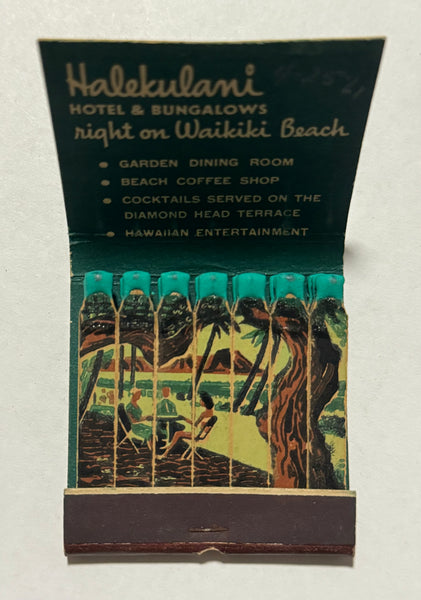 Halekulani
HOTEL & BUNGALOWS
right on Waikiki Beach
• GARDEN DINING ROOM
• BEACH COFFEE SHOP
• COCKTAILS SERVED ON THE
DIAMOND HEAD TERRACE
• HAWAIIAN ENTERTAINMENT